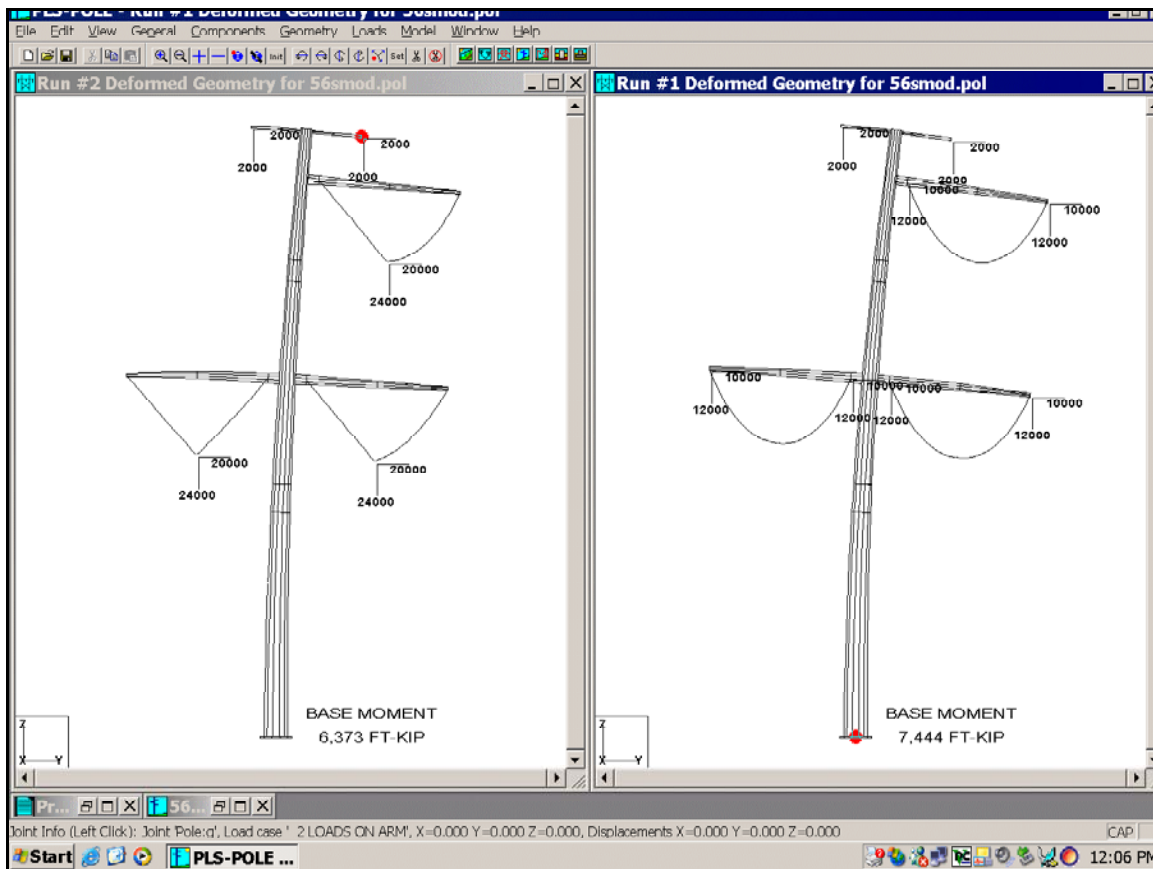 PLS-POLE - Run #1 Deformed Geometry for 56smod.pol
File Edit View General Components Geometry Loads Model Window Help
Init Set
Run #2 Deformed Geometry for 56smod.pol
2000
2000
2000
2000
20000
24000
20000
24000
20000
24000
BASE MOMENT
6,373 FT-KIP
Z
X Y
Run #1 Deformed Geometry for 56smod.pol
2000
2000
2000
2000
10000
12000
10000
12000
10000
12000
10000
10000
12000
12000
10000
12000
BASE MOMENT
7,444 FT-KIP
Z
X Y
Pr... 56...
Joint Info (Left Click): Joint 'Pole:g', Load case ' 2 LOADS ON ARM', X=0.000 Y=0.000 Z=0.000, Displacements X=0.000 Y=0.000 Z=0.000
CAP
Start PLS-POLE ... 12:06 PM